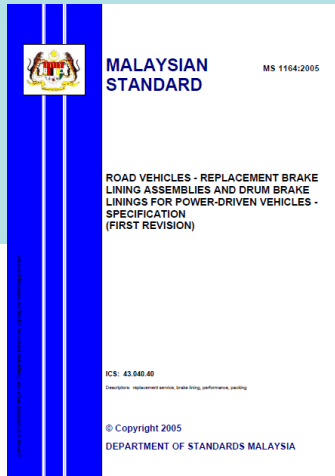 MALAYSIAN
STANDARD
MS 1164:2005
ROAD VEHICLES - REPLACEMENT BRAKE
LINING ASSEMBLIES AND DRUM BRAKE
LININGS FOR POWER-DRIVEN VEHICLES -
SPECIFICATION
(FIRST REVISION)
ICS: 43.040.40
Descriptors: replacement service, brake lining, performance, packing
© Copyright 2005
DEPARTMENT OF STANDARDS MALAYSIA